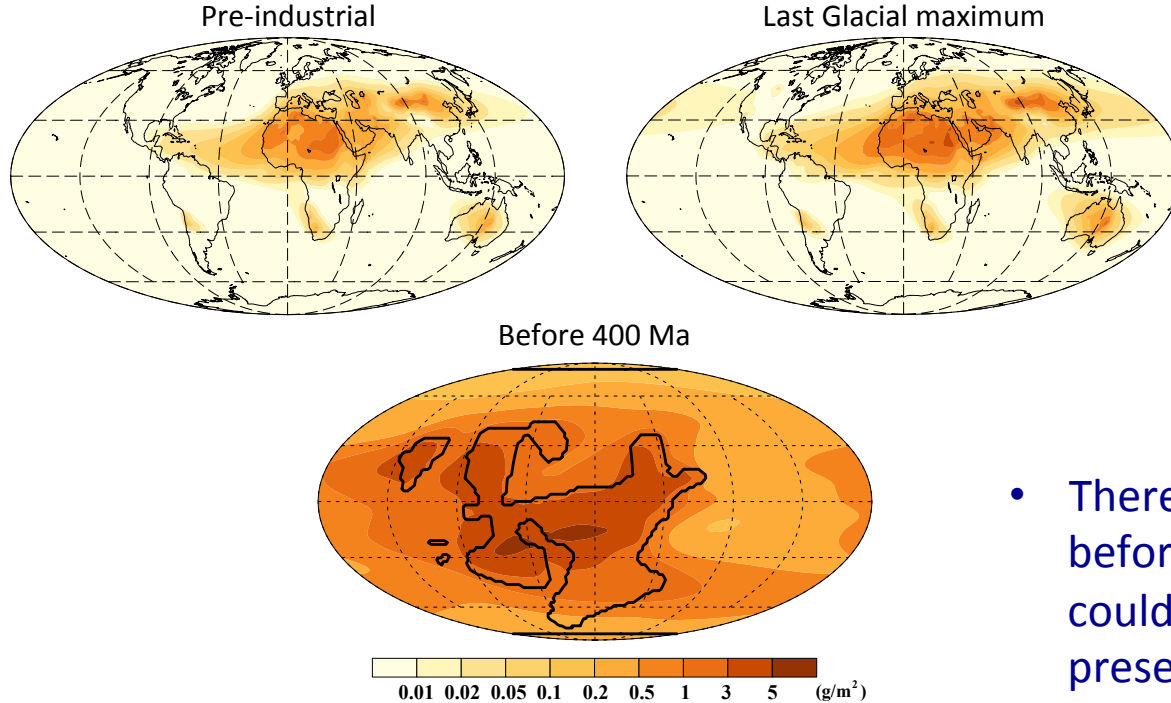 Pre-industrial
Last Glacial maximum
Before 400 Ma
0.01 0.02 0.05 0.1 0.2 0.5 1 3 5 (g/m²)
• There
befor
could
prese